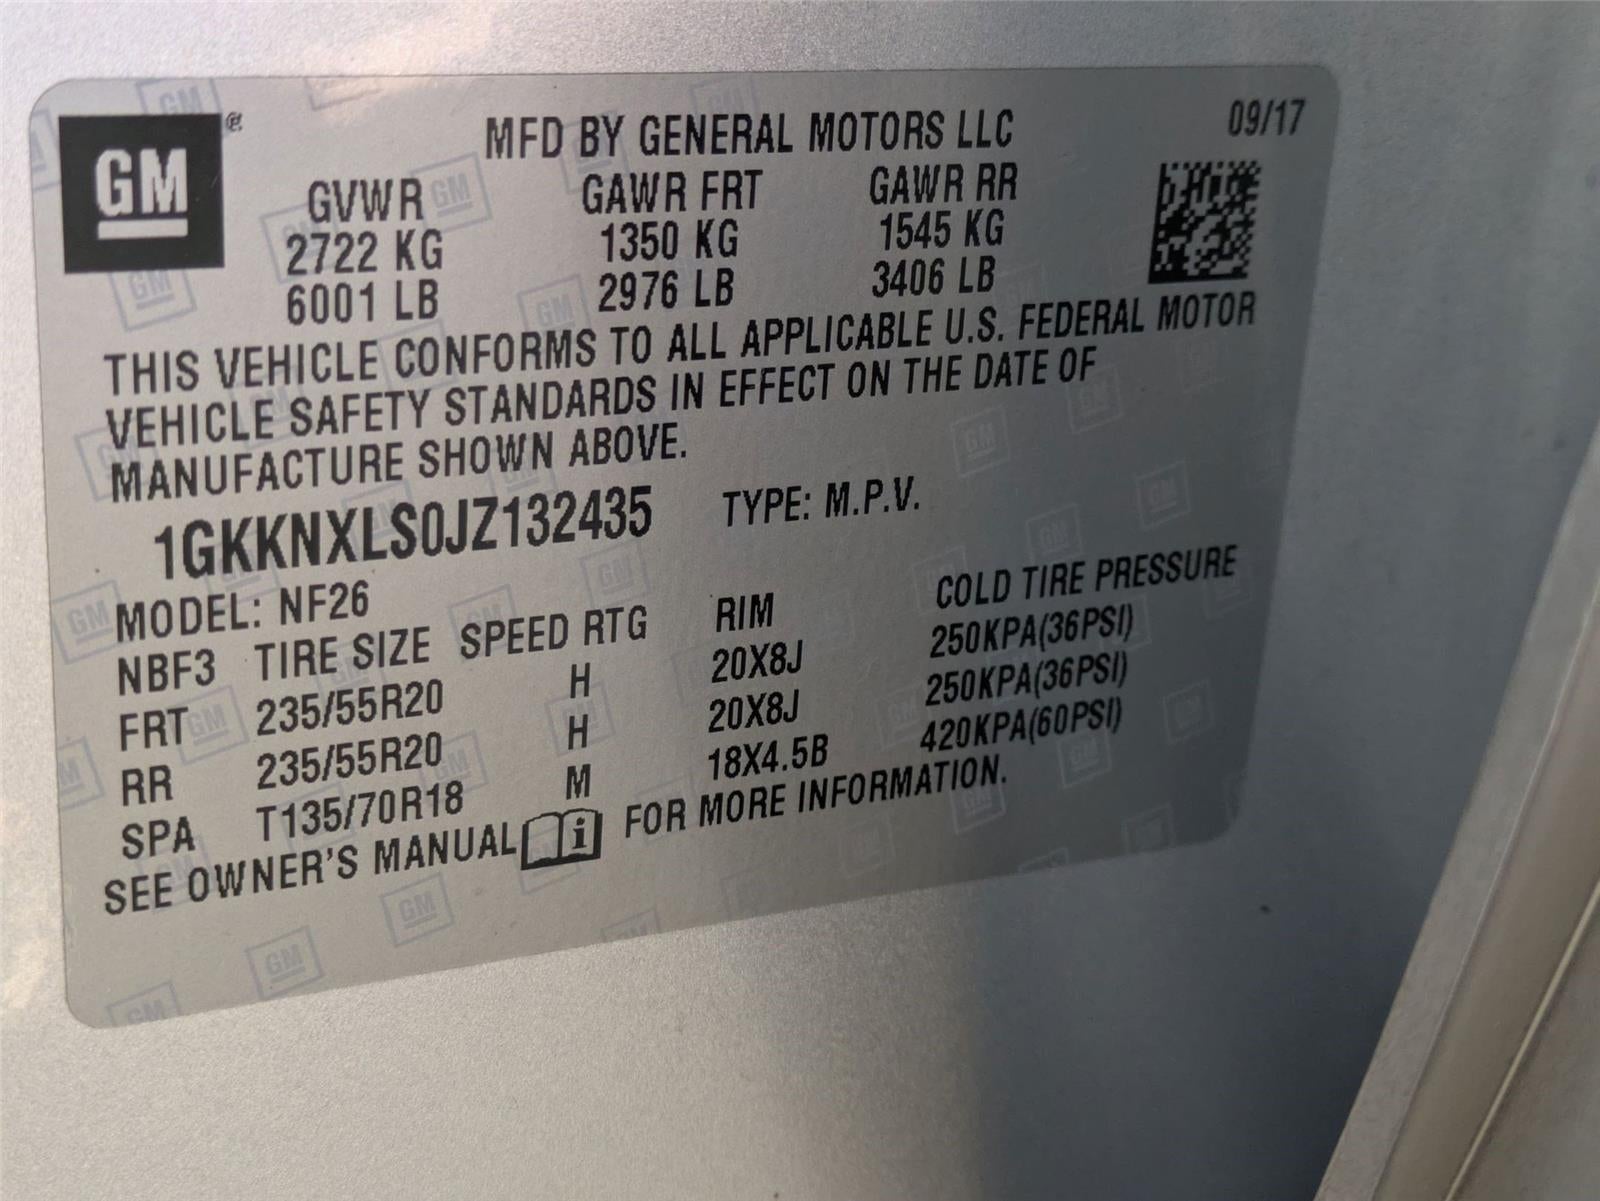 GM® MFD BY GENERAL MOTORS LLC 09/17
GVWR GAWR FRT GAWR RR
2722 KG 1350 KG 1545 KG
6001 LB 2976 LB 3406 LB
THIS VEHICLE CONFORMS TO ALL APPLICABLE U.S. FEDERAL MOTOR
VEHICLE SAFETY STANDARDS IN EFFECT ON THE DATE OF
MANUFACTURE SHOWN ABOVE.
1GKKNXLS0JZ132435 TYPE: M.P.V.
MODEL: NF26
NBF3 TIRE SIZE SPEED RTG RIM COLD TIRE PRESSURE
FRT 235/55R20 H 20X8J 250KPA(36PSI)
RR 235/55R20 H 20X8J 250KPA(36PSI)
SPA T135/70R18 M 18X4.5B 420KPA(60PSI)
SEE OWNER'S MANUAL i FOR MORE INFORMATION.